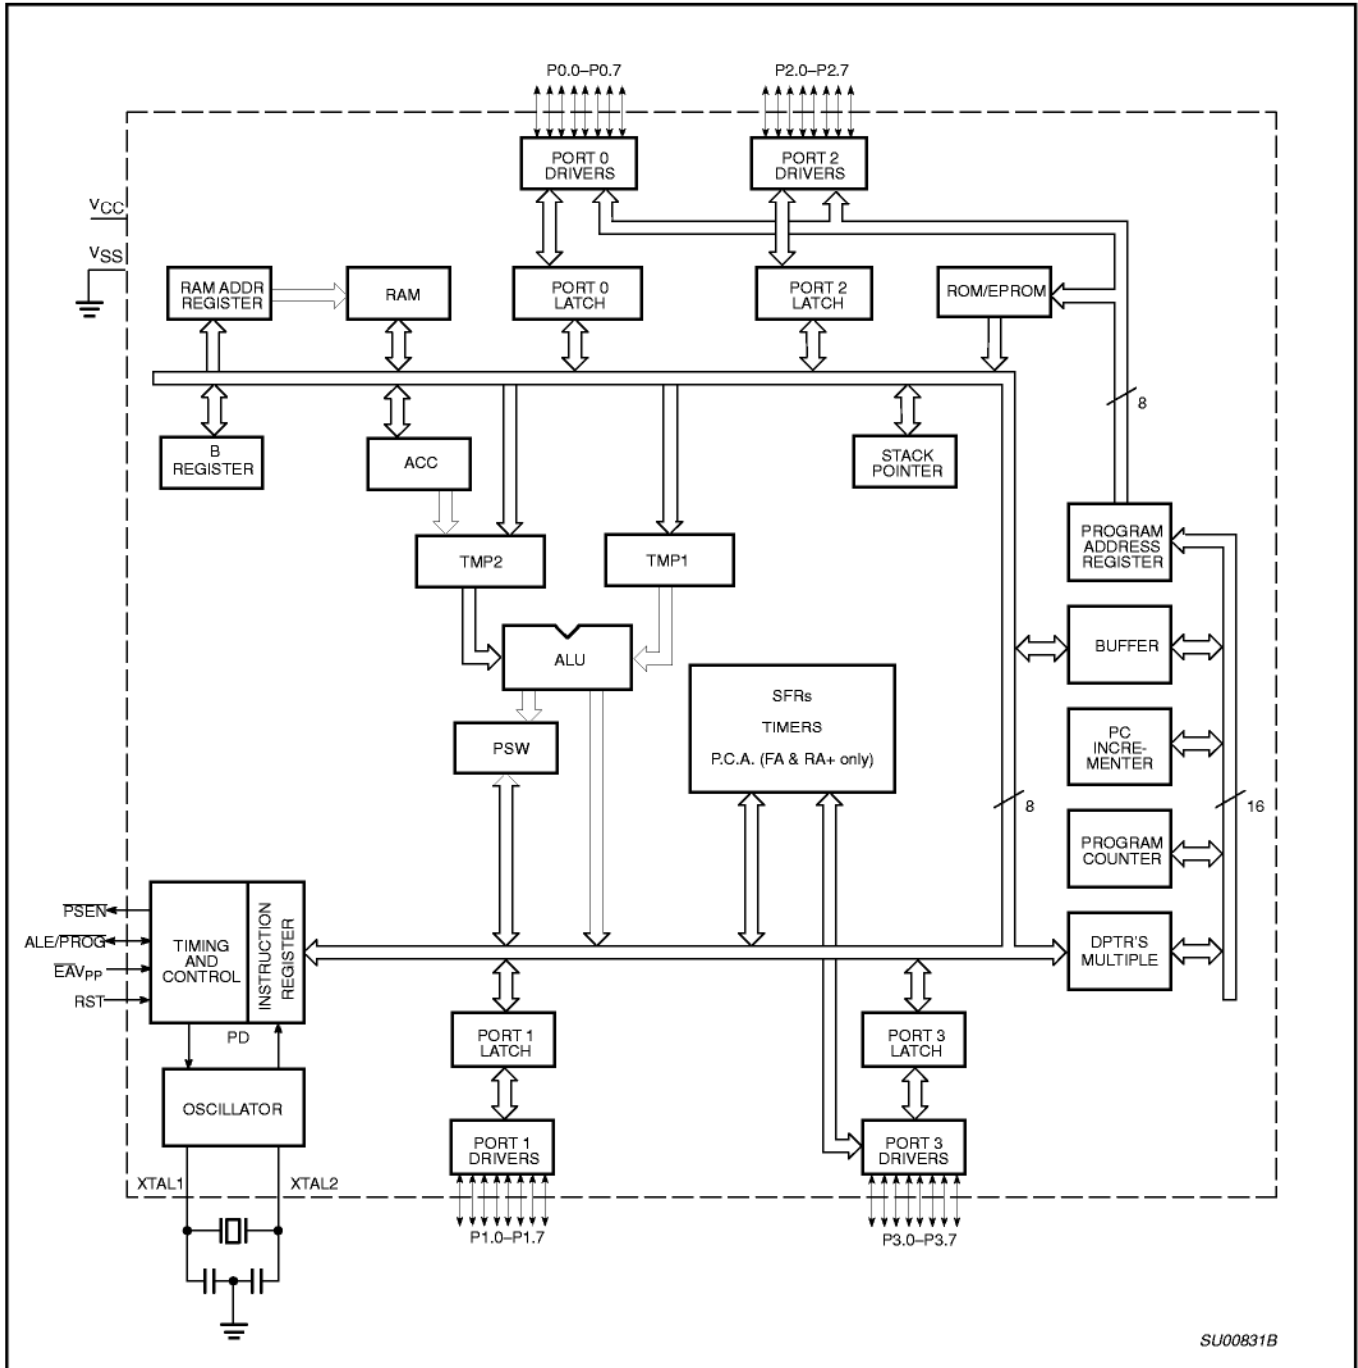 P0.0–P0.7
P2.0–P2.7
PORT 0
DRIVERS
PORT 2
DRIVERS
VCC
VSS
RAM ADDR
REGISTER
RAM
PORT 0
LATCH
PORT 2
LATCH
ROM/EPROM
8
B
REGISTER
ACC
STACK
POINTER
TMP2
TMP1
PROGRAM
ADDRESS
REGISTER
ALU
BUFFER
SFRs
TIMERS
P.C.A. (FA & RA+ only)
PSW
PC
INCRE-
MENTER
8
16
PROGRAM
COUNTER
PSEN
ALE/PROG
EAVPP
RST
TIMING
AND
CONTROL
INSTRUCTION
REGISTER
DPTR'S
MULTIPLE
PD
PORT 1
LATCH
PORT 3
LATCH
OSCILLATOR
PORT 1
DRIVERS
PORT 3
DRIVERS
XTAL1
XTAL2
P1.0–P1.7
P3.0–P3.7
SU00831B